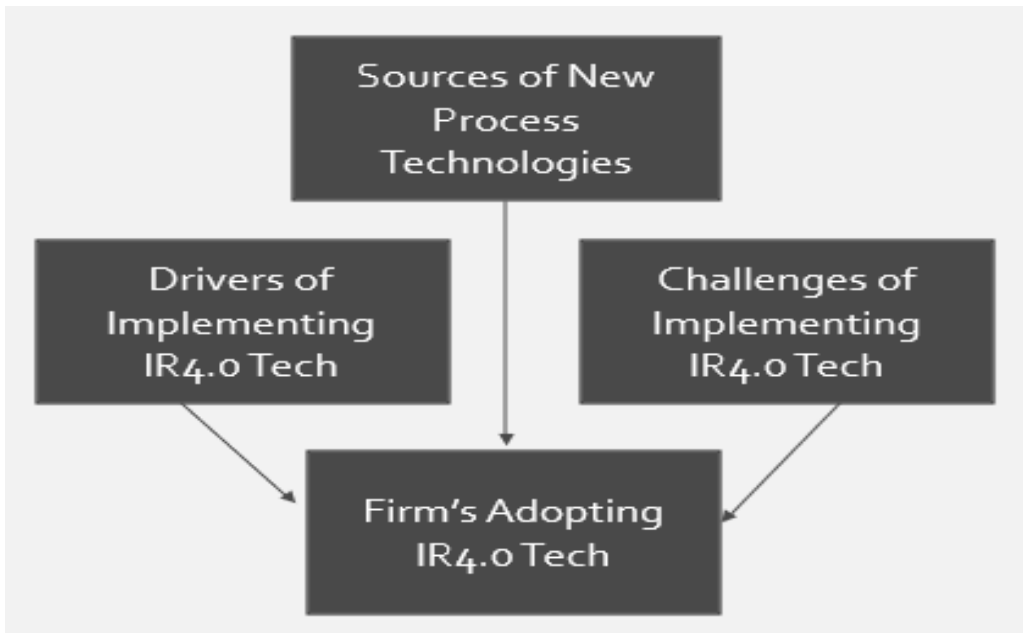 Sources of New
Process
Technologies
Drivers of
Implementing
IR4.0 Tech
Challenges of
Implementing
IR4.0 Tech
Firm's Adopting
IR4.0 Tech